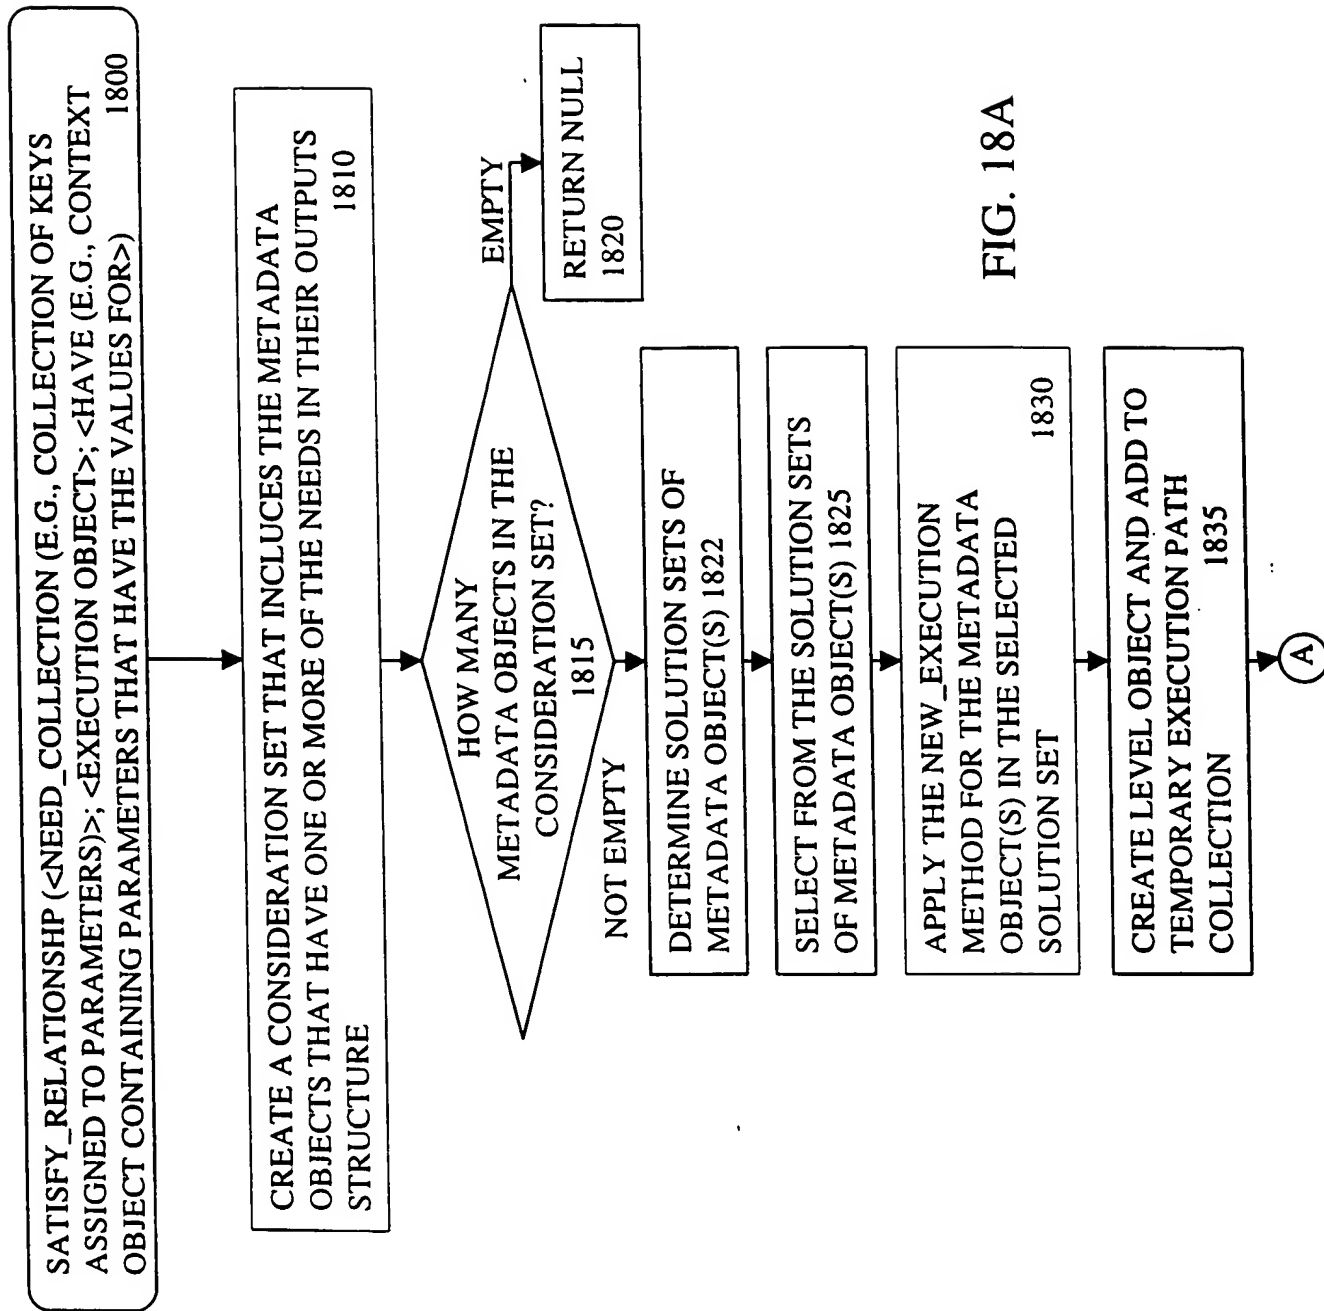 SATISFY_RELATIONSHP (<NEED_COLLECTION (E.G., COLLECTION OF KEYS
ASSIGNED TO PARAMETERS)>; <EXECUTION OBJECT>; <HAVE (E.G., CONTEXT
OBJECT CONTAINING PARAMETERS THAT HAVE THE VALUES FOR>)
1800
CREATE A CONSIDERATION SET THAT INCLUCES THE METADATA
OBJECTS THAT HAVE ONE OR MORE OF THE NEEDS IN THEIR OUTPUTS
STRUCTURE
1810
HOW MANY
METADATA OBJECTS IN THE
CONSIDERATION SET?
1815
EMPTY
RETURN NULL
1820
NOT EMPTY
DETERMINE SOLUTION SETS OF
METADATA OBJECT(S) 1822
SELECT FROM THE SOLUTION SETS
OF METADATA OBJECT(S) 1825
APPLY THE NEW_EXECUTION
METHOD FOR THE METADATA
OBJECT(S) IN THE SELECTED
SOLUTION SET
1830
CREATE LEVEL OBJECT AND ADD TO
TEMPORARY EXECUTION PATH
COLLECTION
1835
A
FIG. 18A